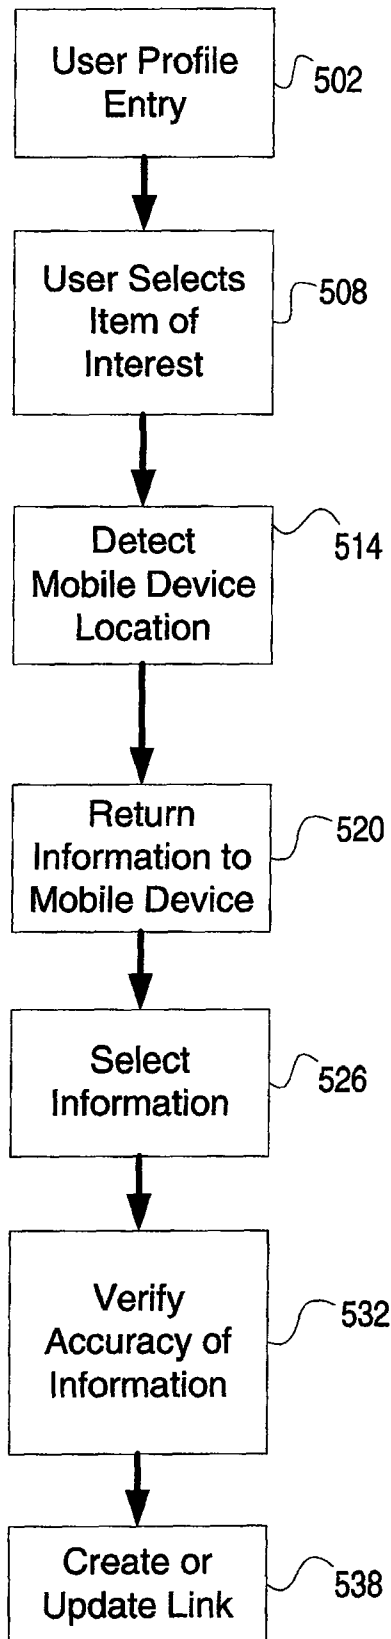 User Profile
Entry
502
User Selects
Item of
Interest
508
Detect
Mobile Device
Location
514
Return
Information to
Mobile Device
520
Select
Information
526
Verify
Accuracy of
Information
532
Create or
Update Link
538